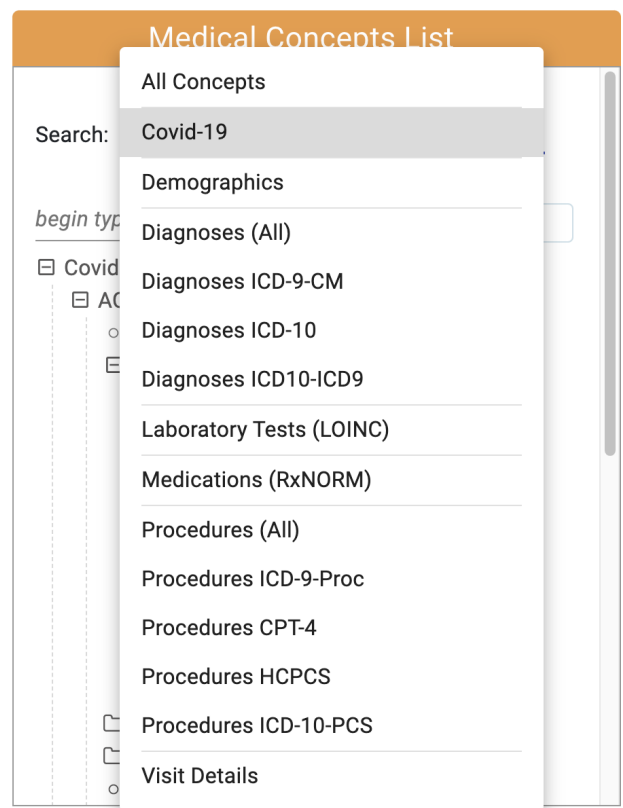 Medical Concepts List
All Concepts
Search:
Covid-19
Demographics
begin typ
Diagnoses (All)
Covid
Diagnoses ICD-9-CM
AC
Diagnoses ICD-10
Diagnoses ICD10-ICD9
Laboratory Tests (LOINC)
Medications (RxNORM)
Procedures (All)
Procedures ICD-9-Proc
Procedures CPT-4
Procedures HCPCS
Procedures ICD-10-PCS
Visit Details